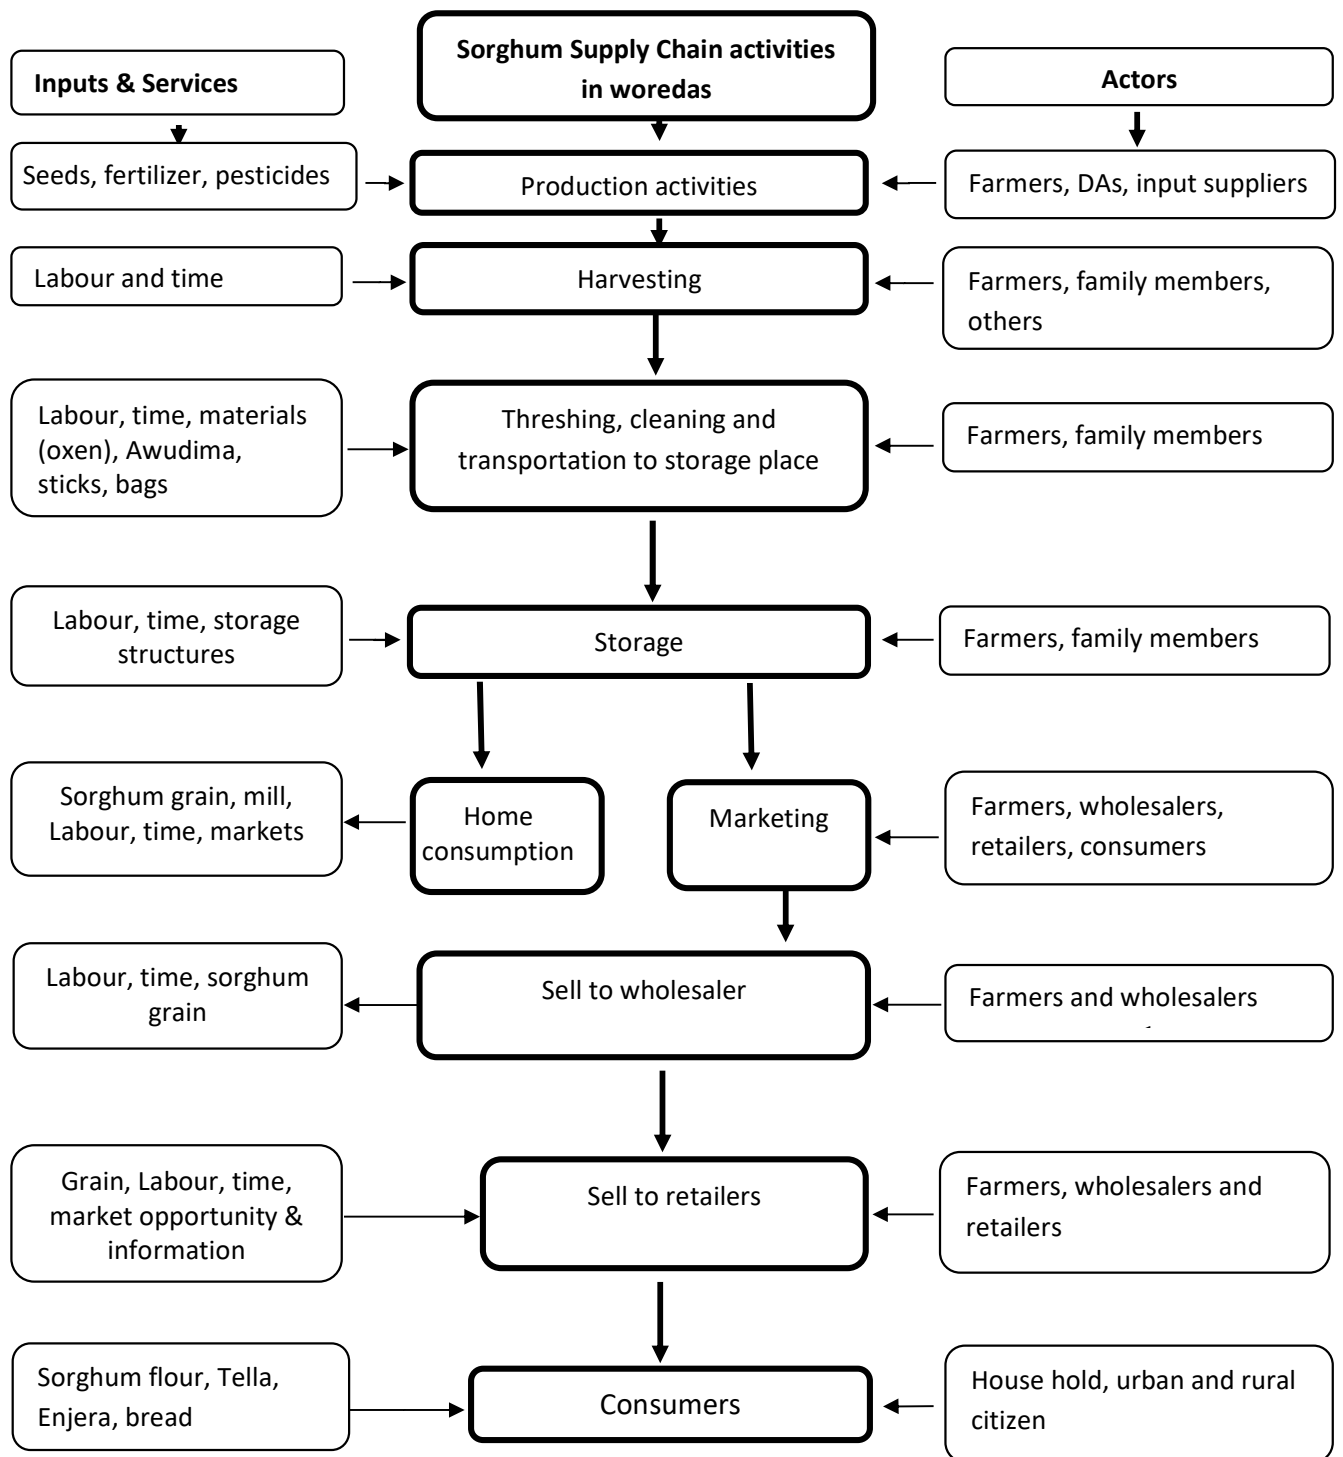 Sorghum Supply Chain activities
in woredas
Inputs & Services
Actors
Seeds, fertilizer, pesticides
Production activities
Farmers, DAs, input suppliers
Labour and time
Harvesting
Farmers, family members,
others
Labour, time, materials
(oxen), Awudima,
sticks, bags
Threshing, cleaning and
transportation to storage place
Farmers, family members
Labour, time, storage
structures
Storage
Farmers, family members
Sorghum grain, mill,
Labour, time, markets
Home
consumption
Marketing
Farmers, wholesalers,
retailers, consumers
Labour, time, sorghum
grain
Sell to wholesaler
Farmers and wholesalers
Grain, Labour, time,
market opportunity &
information
Sell to retailers
Farmers, wholesalers and
retailers
Sorghum flour, Tella,
Enjera, bread
Consumers
House hold, urban and rural
citizen